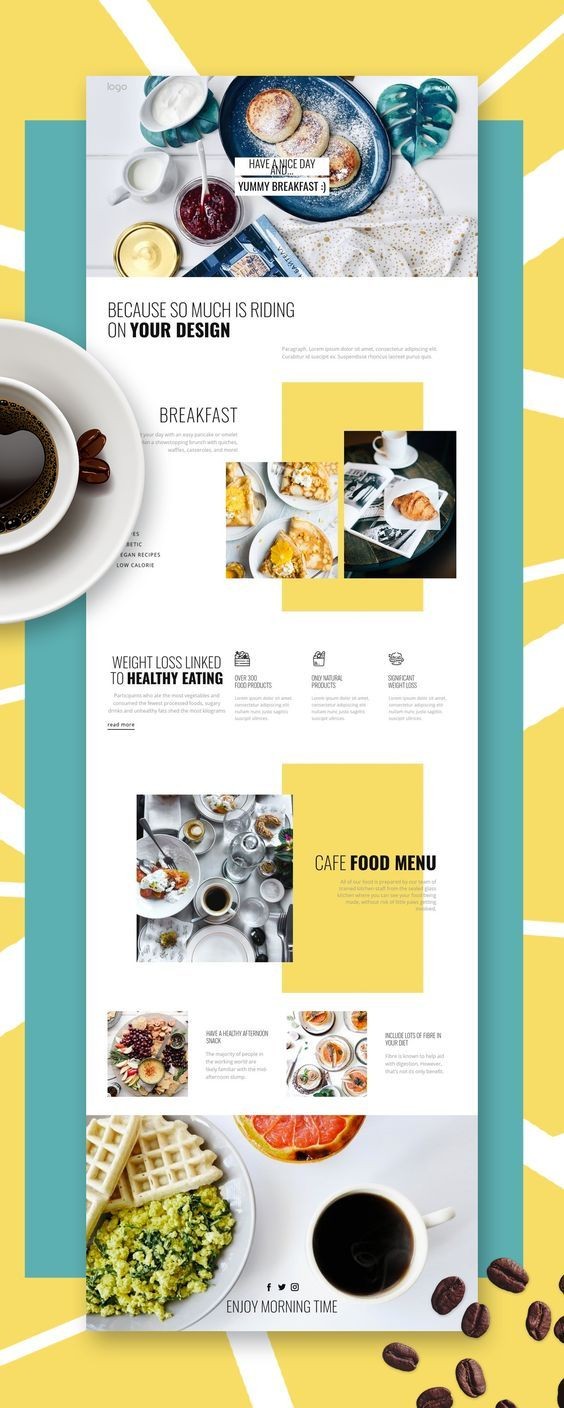 logo
HOME
HAVE A NICE DAY
AND...
YUMMY BREAKFAST :)
BECAUSE SO MUCH IS RIDING
ON YOUR DESIGN
Paragraph. Lorem ipsum dolor sit amet, consectetur adipiscing elit.
Curabitur id suscipit ex. Suspendisse rhoncus laoreet purus quis.
BREAKFAST
your day with an easy pancake or omelet
a showstopping brunch with quiches,
waffles, casseroles, and more!
VEGAN RECIPES
LOW CALORIE
WEIGHT LOSS LINKED
TO HEALTHY EATING
Participants who ate the most vegetables and
consumed the fewest processed foods, sugary
drinks and unhealthy fats shed the most kilograms
read more
OVER 300
FOOD PRODUCTS
Lorem ipsum dolor sit amet,
consectetur adipiscing elit
nullam nunc justo sagittis
suscipit ultrices.
ONLY NATURAL
PRODUCTS
Lorem ipsum dolor sit amet,
consectetur adipiscing elit
nullam nunc justo sagittis
suscipit ultrices.
SIGNIFICANT
WEIGHT LOSS
Lorem ipsum dolor sit amet,
consectetur adipiscing elit
nullam nunc justo sagittis
suscipit ultrices.
CAFE FOOD MENU
All of our food is prepared by our team of
trained kitchen staff from the sealed glass
kitchen where you can see your food being
made, without risk of little paws getting
involved.
HAVE A HEALTHY AFTERNOON
SNACK
The majority of people in
the working world are
likely familiar with the mid-
afternoon slump.
INCLUDE LOTS OF FIBRE IN
YOUR DIET
Fibre is known to help aid
with digestion. However,
that's not its only benefit.
ENJOY MORNING TIME